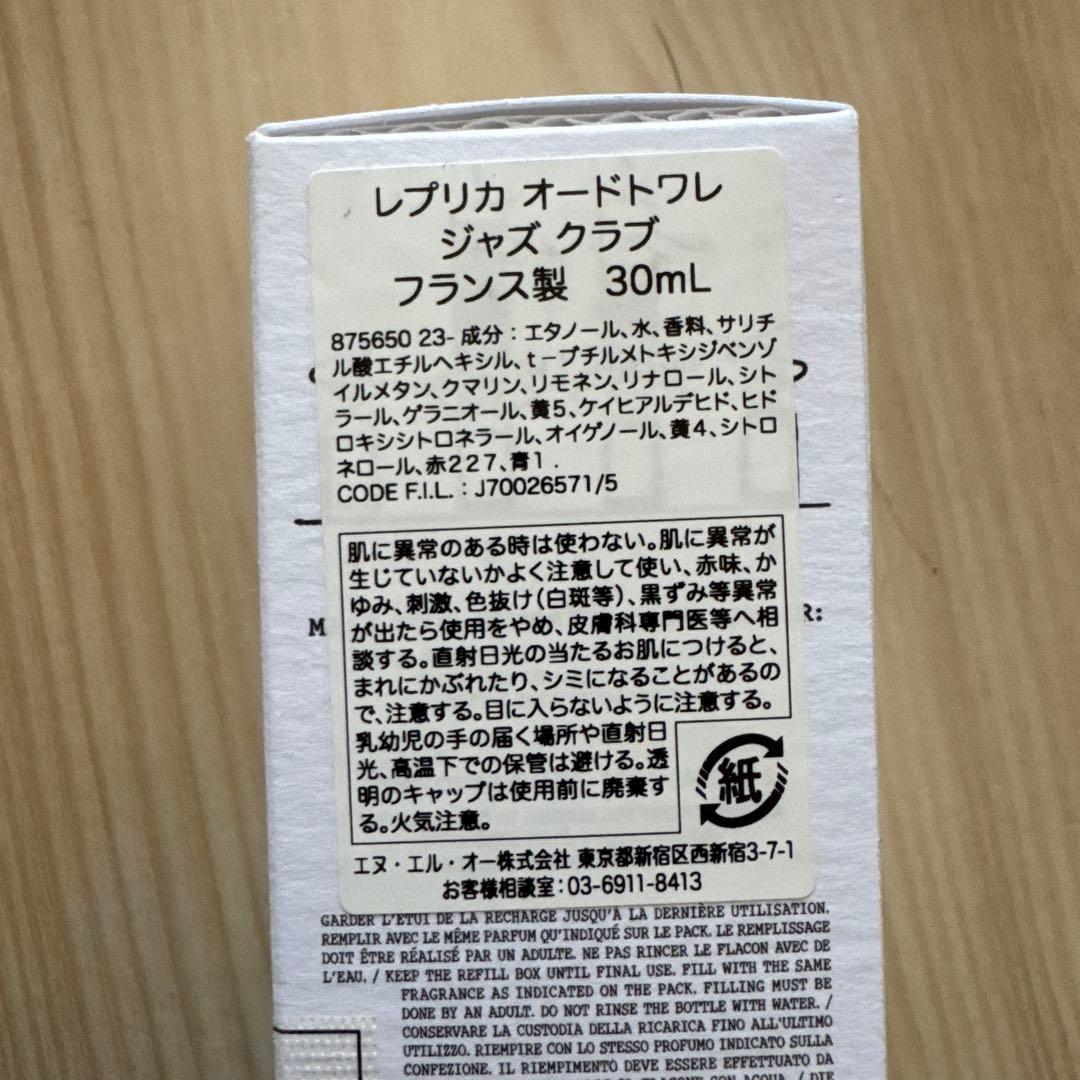 レプリカ オードトワレ
ジャズ クラブ
フランス製 30mL
875650 23- 成分：エタノール、水、香料、サリチ
ル酸エチルヘキシル、t－ブチルメトキシジベンゾ
イルメタン、クマリン、リモネン、リナロール、シト
ラール、ゲラニオール、黄5、ケイヒアルデヒド、ヒド
ロキシシトロネラール、オイゲノール、黄4、シトロ
ネロール、赤227、青1．
CODE F.I.L.：J70026571/5
肌に異常のある時は使わない。肌に異常が
生じていないかよく注意して使い、赤味、か
ゆみ、刺激、色抜け（白斑等）、黒ずみ等異常
が出たら使用をやめ、皮膚科専門医等へ相
談する。直射日光の当たるお肌につけると、
まれにかぶれたり、シミになることがあるの
で、注意する。目に入らないように注意する。
乳幼児の手の届く場所や直射日
光、高温下での保管は避ける。透
明のキャップは使用前に廃棄す
る。火気注意。
紙
エヌ・エル・オー株式会社 東京都新宿区西新宿3-7-1
お客様相談室：03-6911-8413
M
R:
GARDER L'ETUI DE LA RECHARGE JUSQU'À LA DERNIÈRE UTILISATION.
REMPLIR AVEC LE MÊME PARFUM QU'INDIQUÉ SUR LE PACK. LE REMPLISSAGE
DOIT ÊTRE RÉALISÉ PAR UN ADULTE. NE PAS RINCER LE FLACON AVEC DE
L'EAU. / KEEP THE REFILL BOX UNTIL FINAL USE. FILL WITH THE SAME
FRAGRANCE AS INDICATED ON THE PACK. FILLING MUST BE
DONE BY AN ADULT. DO NOT RINSE THE BOTTLE WITH WATER. /
CONSERVARE LA CUSTODIA DELLA RICARICA FINO ALL'ULTIMO
UTILIZZO. RIEMPIRE CON LO STESSO PROFUMO INDICATO SULLA
CONFEZIONE. IL RIEMPIMENTO DEVE ESSERE EFFETTUATO DA
FLACONE CON ACQUA. / DIE